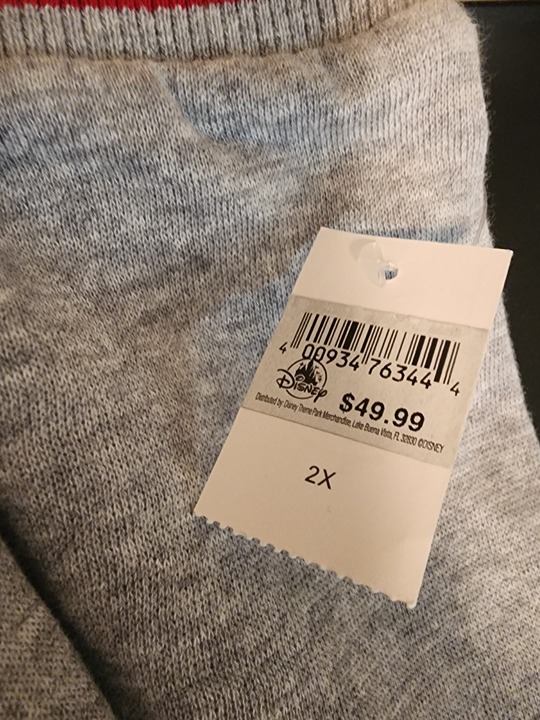 4 00934 76344 4
DISNEY
$49.99
Distributed by: Disney Theme Park Merchandise, Lake Buena Vista, FL 32830 ©DISNEY
2X